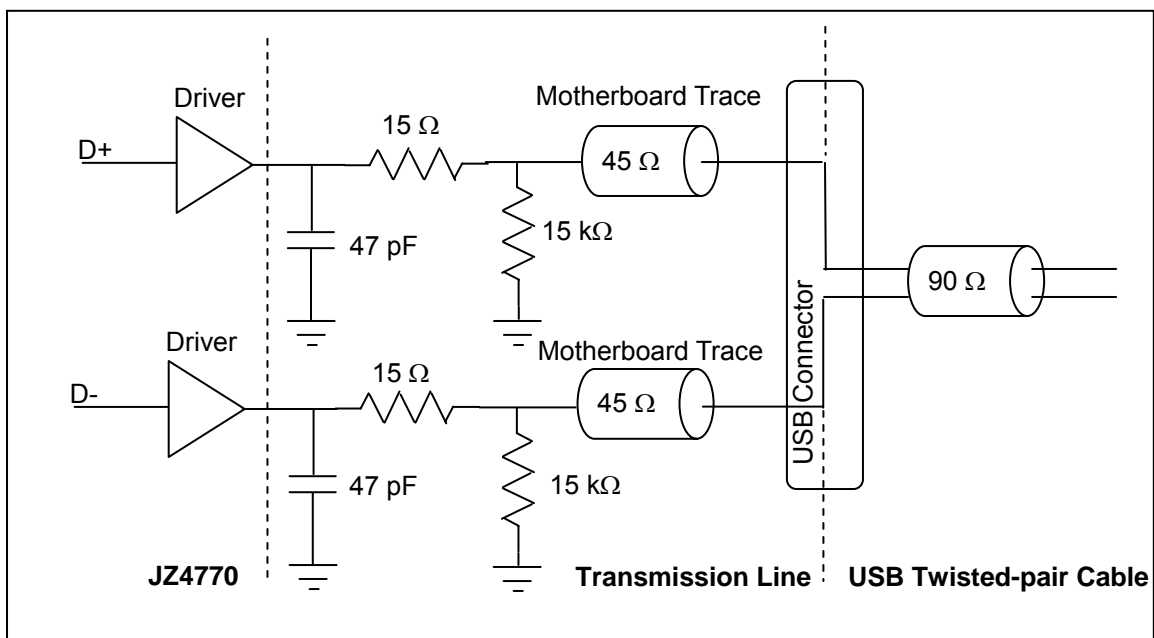 Driver
Motherboard Trace
15 Ω
D+
45 Ω
47 pF
15 kΩ
90 Ω
USB Connector
Driver
Motherboard Trace
15 Ω
D-
45 Ω
47 pF
15 kΩ
JZ4770
Transmission Line
USB Twisted-pair Cable